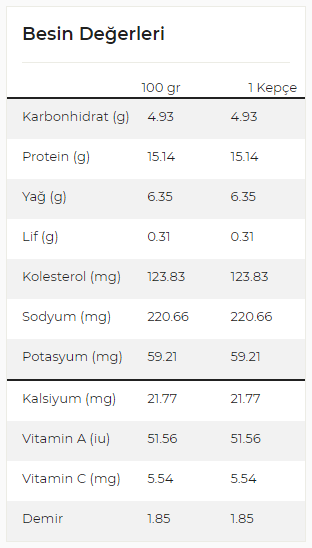 Besin Değerleri
100 gr 1 Kepçe
Karbonhidrat (g) 4.93 4.93
Protein (g) 15.14 15.14
Yağ (g) 6.35 6.35
Lif (g) 0.31 0.31
Kolesterol (mg) 123.83 123.83
Sodyum (mg) 220.66 220.66
Potasyum (mg) 59.21 59.21
Kalsiyum (mg) 21.77 21.77
Vitamin A (iu) 51.56 51.56
Vitamin C (mg) 5.54 5.54
Demir 1.85 1.85